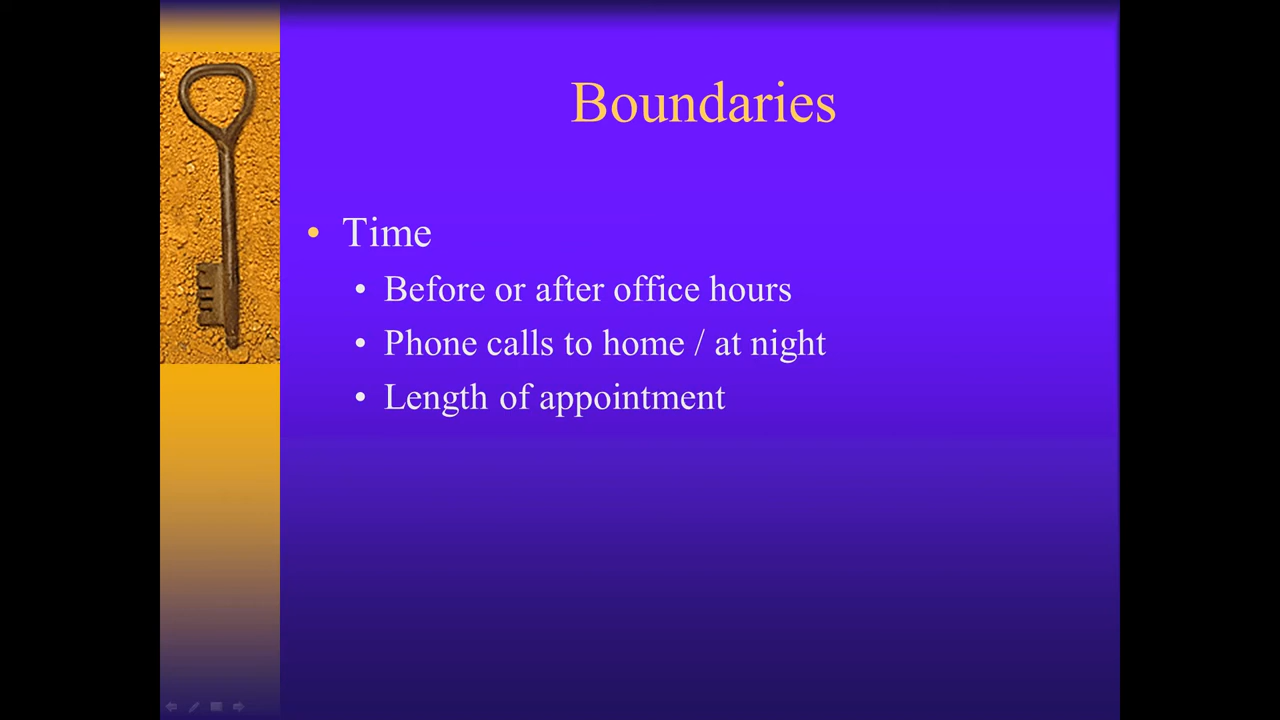 Boundaries
• Time
• Before or after office hours
• Phone calls to home / at night
• Length of appointment